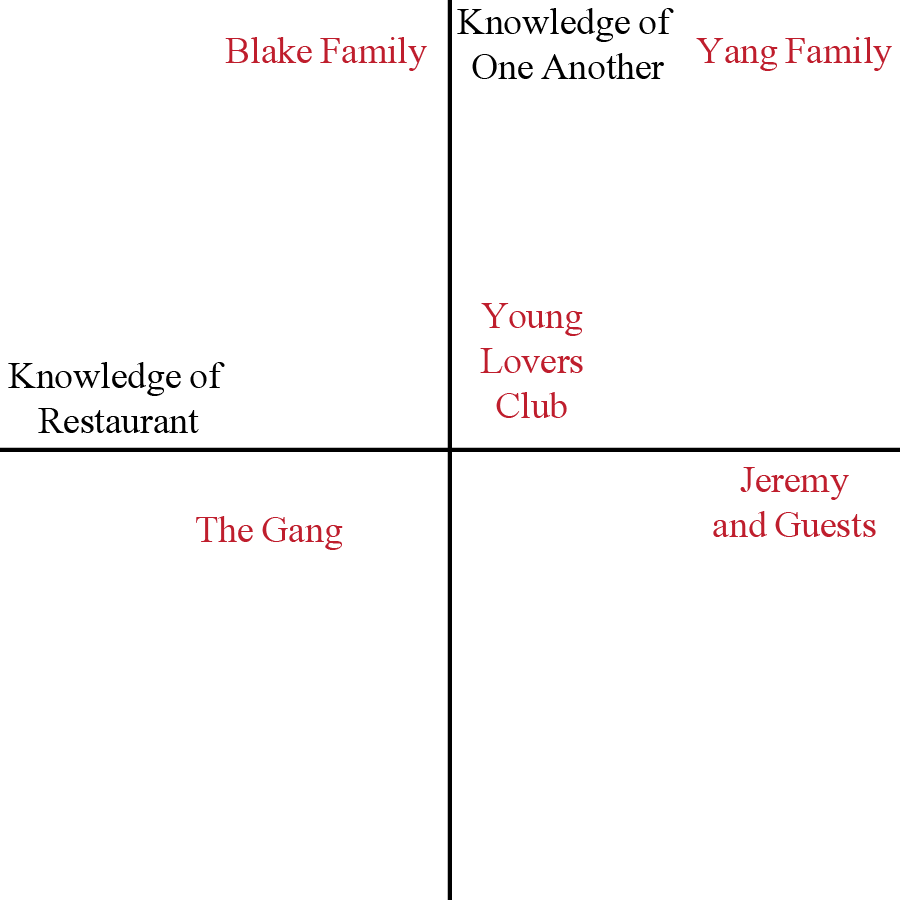 Blake Family
Knowledge of
One Another
Yang Family
Young
Lovers
Club
Knowledge of
Restaurant
The Gang
Jeremy
and Guests